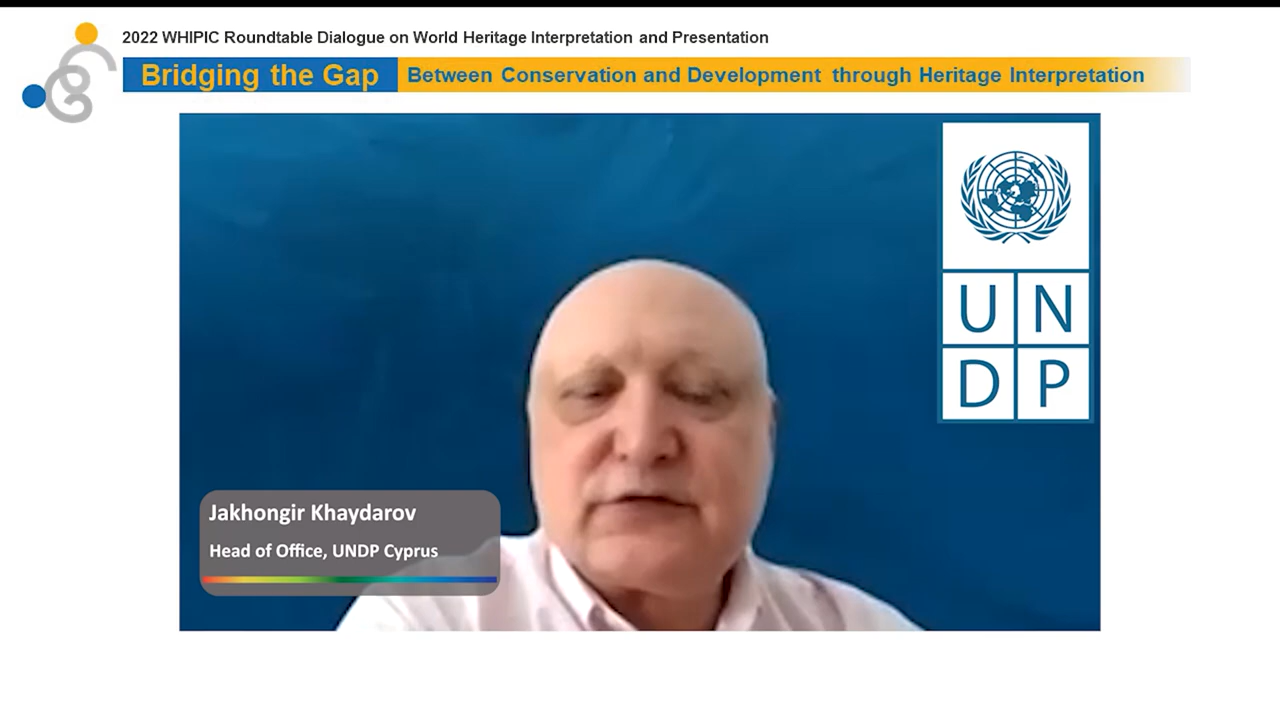 2022 WHIPIC Roundtable Dialogue on World Heritage Interpretation and Presentation
Bridging the Gap Between Conservation and Development through Heritage Interpretation
UN
DP
Jakhongir Khaydarov
Head of Office, UNDP Cyprus